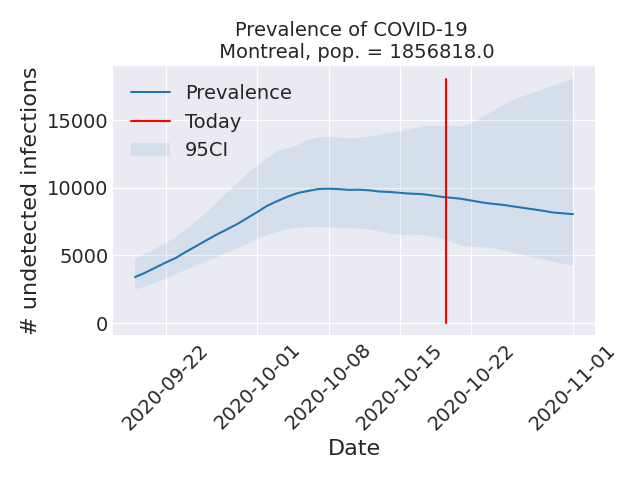 Prevalence of COVID-19
Montreal, pop. = 1856818.0
# undetected infections
15000
10000
5000
0
Prevalence
Today
95CI
2020-09-22
2020-10-01
2020-10-08
2020-10-15
2020-10-22
2020-11-01
Date